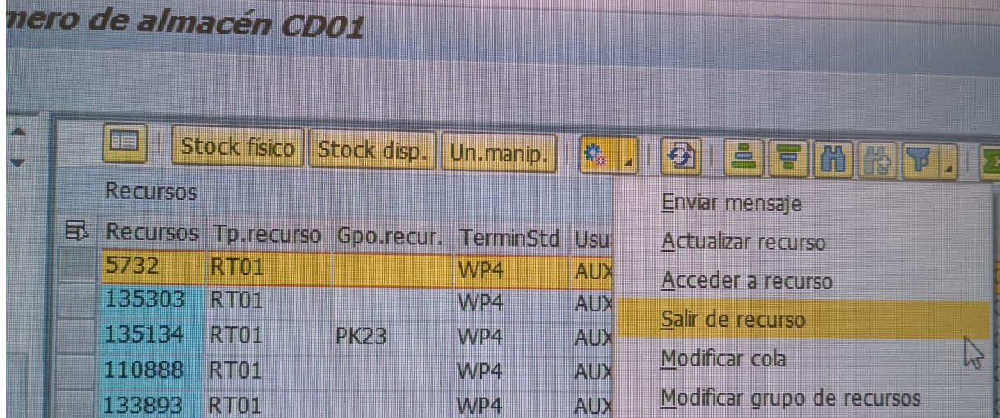 mero de almacén CD01
Stock físico Stock disp. Un.manip.
Recursos
Recursos Tp.recurso Gpo.recur. TerminStd Usu
5732 RT01 WP4 AUX
135303 RT01 WP4 AUX
135134 RT01 PK23 WP4 AUX
110888 RT01 WP4 AUX
133893 RT01 WP4 AUX
Enviar mensaje
Actualizar recurso
Acceder a recurso
Salir de recurso
Modificar cola
Modificar grupo de recursos